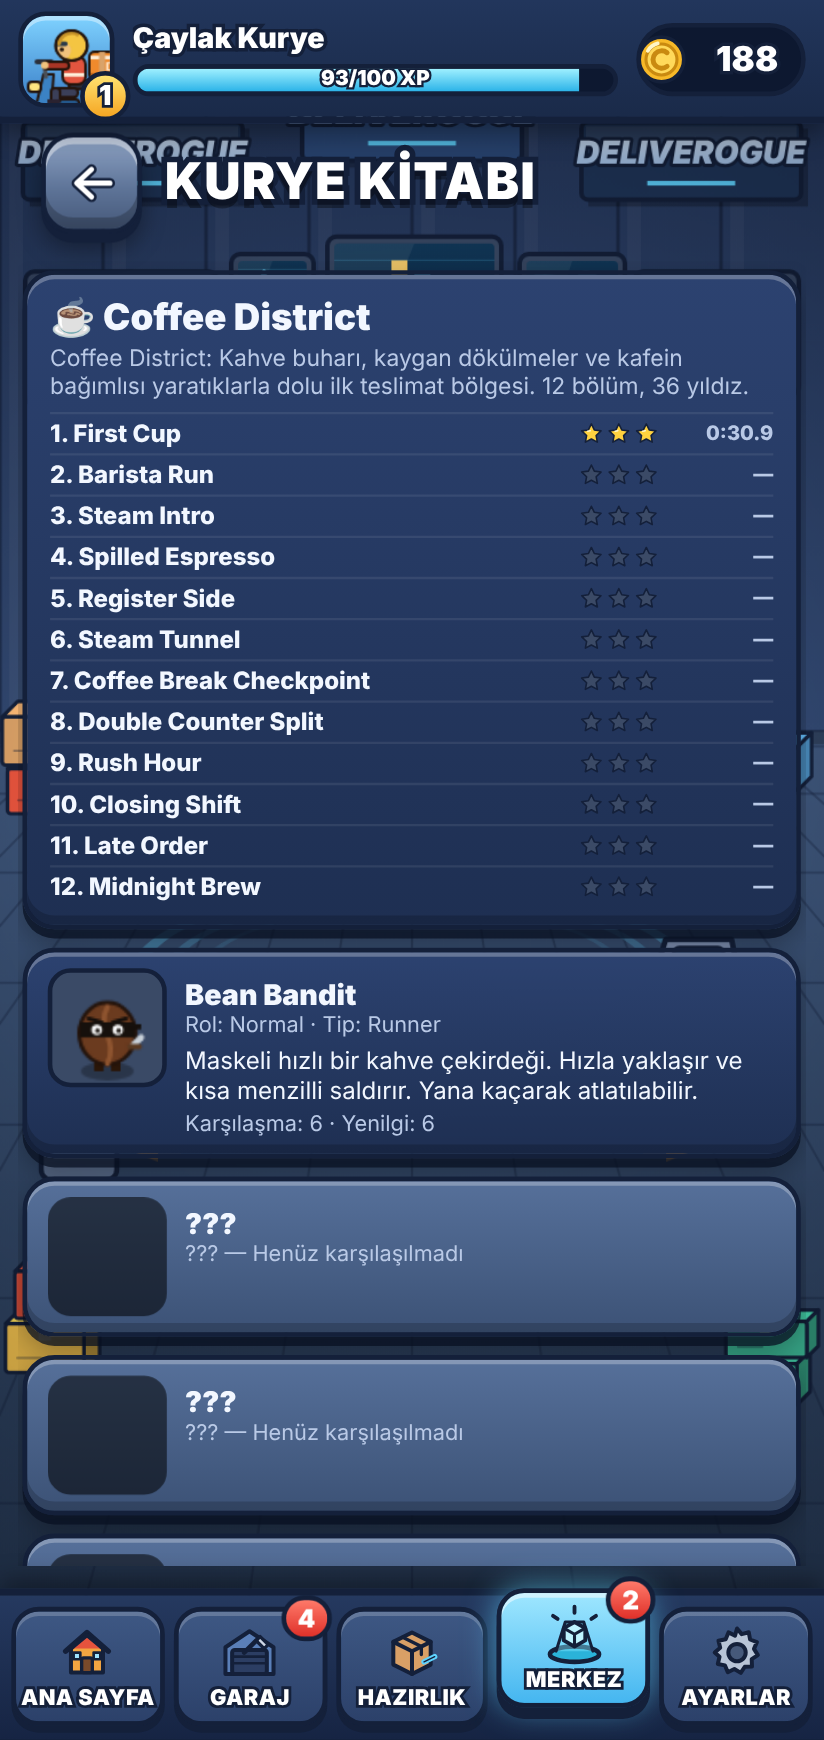 Çaylak Kurye
93/100 XP
1
188
DELIVEROGUE
KURYE KİTABI
☕ Coffee District
Coffee District: Kahve buharı, kaygan dökülmeler ve kafein
bağımlısı yaratıklarla dolu ilk teslimat bölgesi. 12 bölüm, 36 yıldız.
1. First Cup ★ ★ ★ 0:30.9
2. Barista Run —
3. Steam Intro —
4. Spilled Espresso —
5. Register Side —
6. Steam Tunnel —
7. Coffee Break Checkpoint —
8. Double Counter Split —
9. Rush Hour —
10. Closing Shift —
11. Late Order —
12. Midnight Brew —
Bean Bandit
Rol: Normal · Tip: Runner
Maskeli hızlı bir kahve çekirdeği. Hızla yaklaşır ve
kısa menzilli saldırır. Yana kaçarak atlatılabilir.
Karşılaşma: 6 · Yenilgi: 6
???
??? — Henüz karşılaşılmadı
???
??? — Henüz karşılaşılmadı
4
2
ANA SAYFA
GARAJ
HAZIRLIK
MERKEZ
AYARLAR